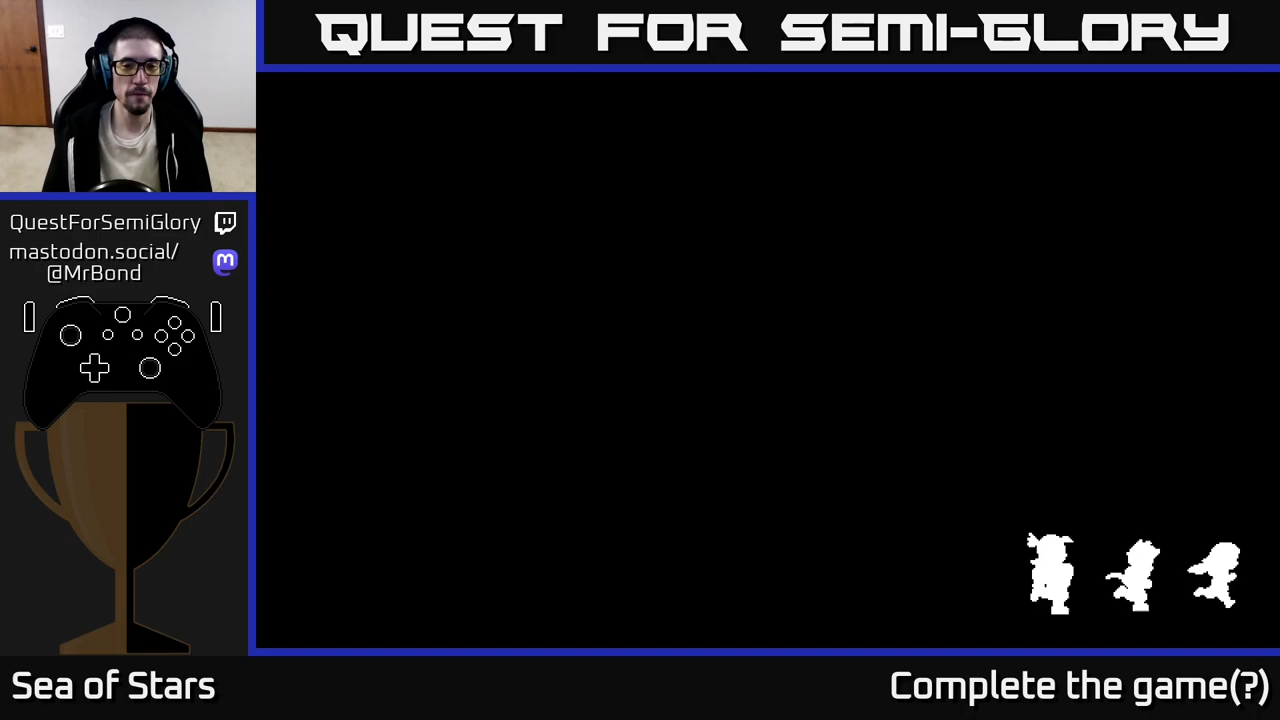 QUEST FOR SEMI-GLORY
QuestForSemiGlory
mastodon.social/
@MrBond
Sea of Stars
Complete the game(?)